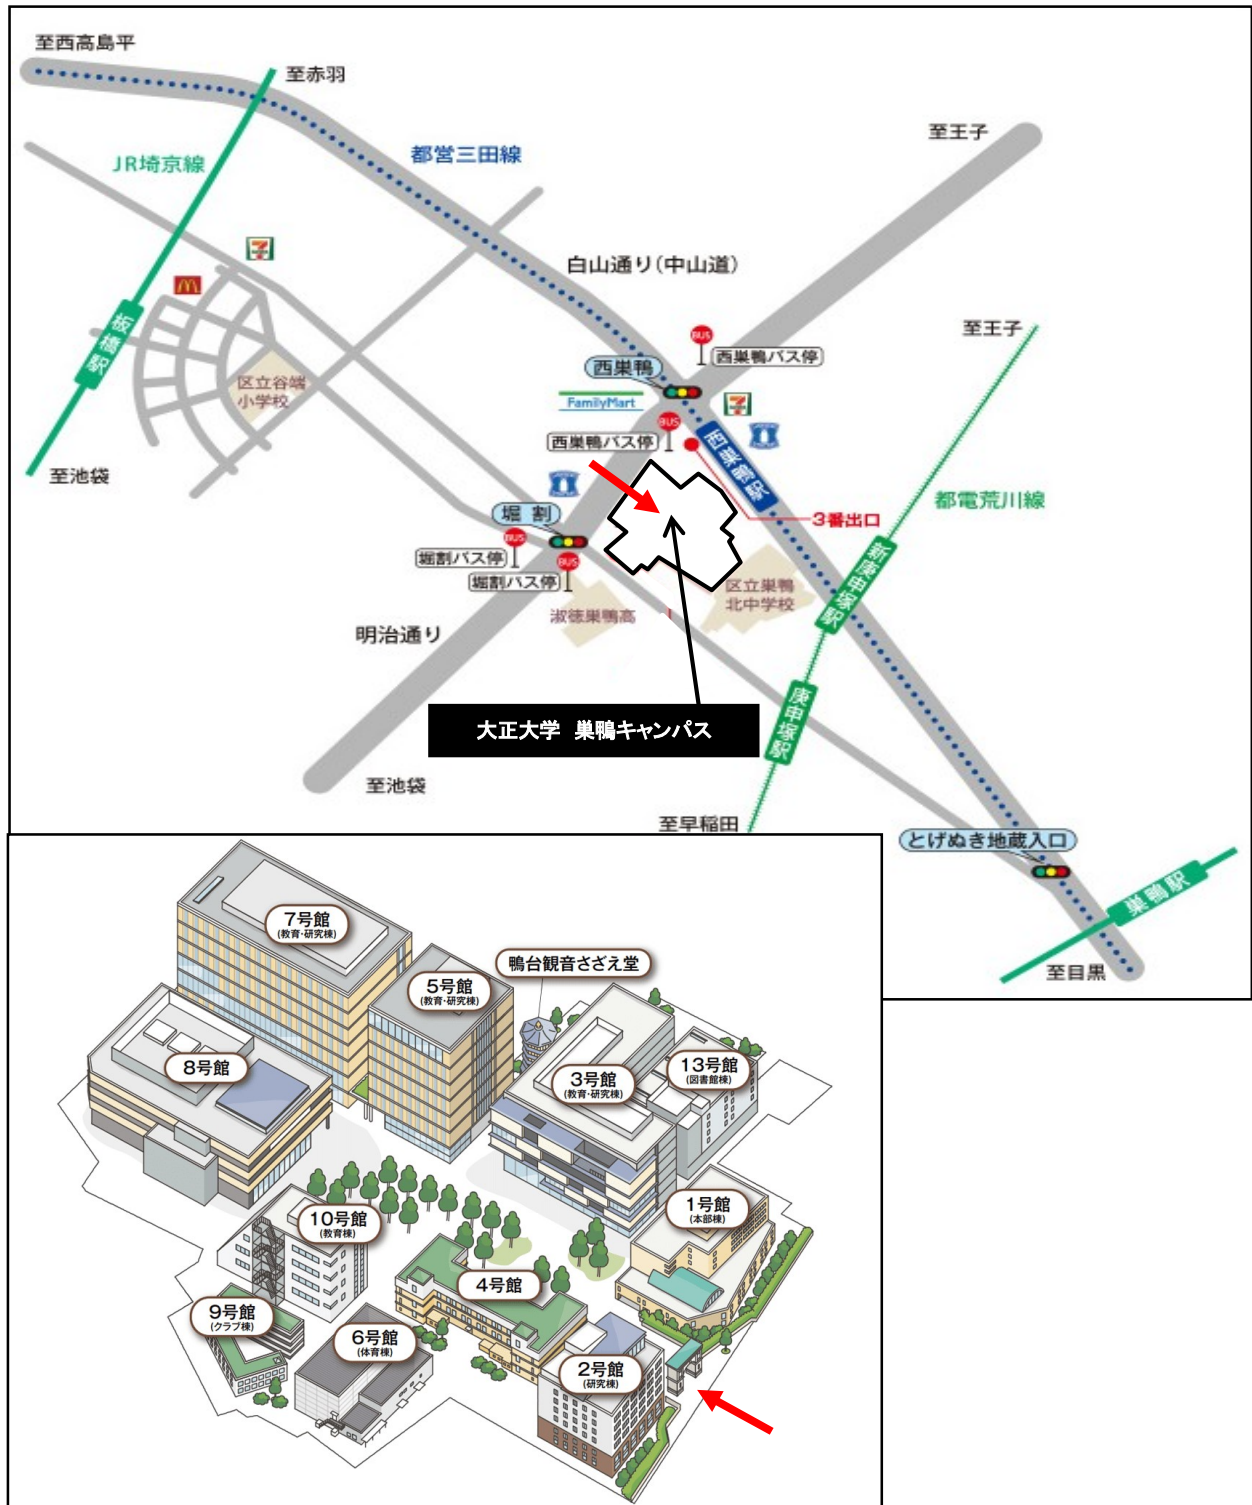 至西高島平
至赤羽
JR埼京線
都営三田線
至王子
白山通り(中山道)
板橋駅
区立谷端
小学校
至池袋
BUS
西巣鴨バス停
西巣鴨
FamilyMart
BUS
西巣鴨バス停
西巣鴨駅
3番出口
至王子
都電荒川線
堀 割
BUS
堀割バス停
BUS
堀割バス停
淑徳巣鴨高
区立巣鴨
北中学校
新庚申塚駅
明治通り
庚申塚駅
大正大学 巣鴨キャンパス
至池袋
至早稲田
とげぬき地蔵入口
巣鴨駅
至目黒
7号館
(教育・研究棟)
5号館
(教育・研究棟)
鴨台観音さざえ堂
8号館
3号館
(教育・研究棟)
13号館
(図書館棟)
1号館
(本部棟)
10号館
(教育棟)
4号館
9号館
(クラブ棟)
6号館
(体育棟)
2号館
(研究棟)